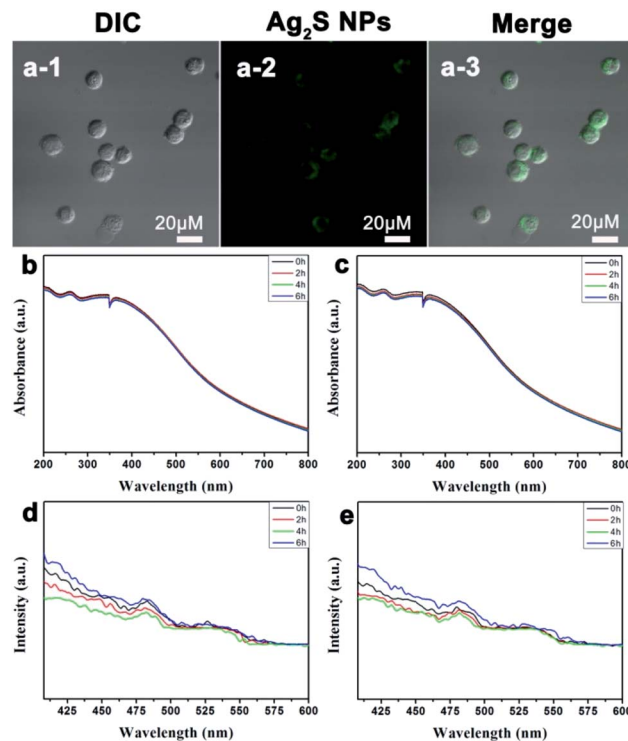 DIC Ag₂S NPs Merge
a-1 a-2 a-3
20μM 20μM 20μM
b c
0h 0h
2h 2h
4h 4h
6h 6h
Absorbance (a.u.) Absorbance (a.u.)
200 300 400 500 600 700 800 200 300 400 500 600 700 800
Wavelength (nm) Wavelength (nm)
d e
0h 0h
2h 2h
4h 4h
6h 6h
Intensity (a.u.) Intensity (a.u.)
425 450 475 500 525 550 575 600 425 450 475 500 525 550 575 600
Wavelength (nm) Wavelength (nm)